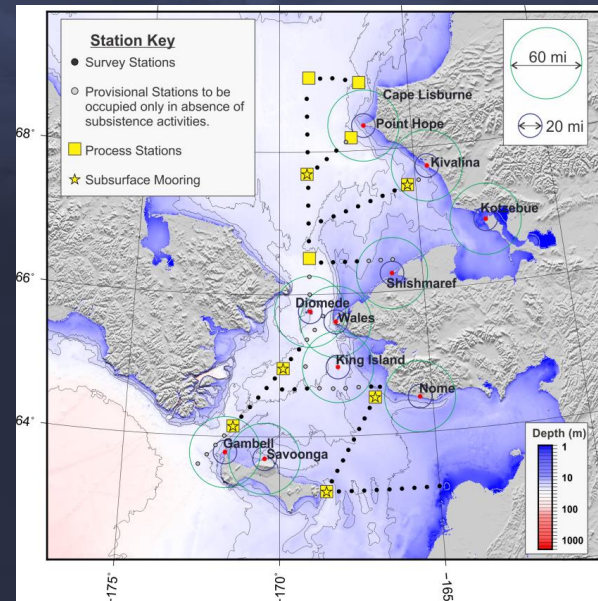 Station Key
Survey Stations
Provisional Stations to be
occupied only in absence of
subsistence activities.
Process Stations
Subsurface Mooring
60 mi
20 mi
Cape Lisburne
68°
Point Hope
Kivalina
Kotzebue
66°
Shishmaref
Diomede
Wales
King Island
Nome
64°
Gambell
Savoonga
Depth (m)
1
10
100
1000
-175°
-170
-165